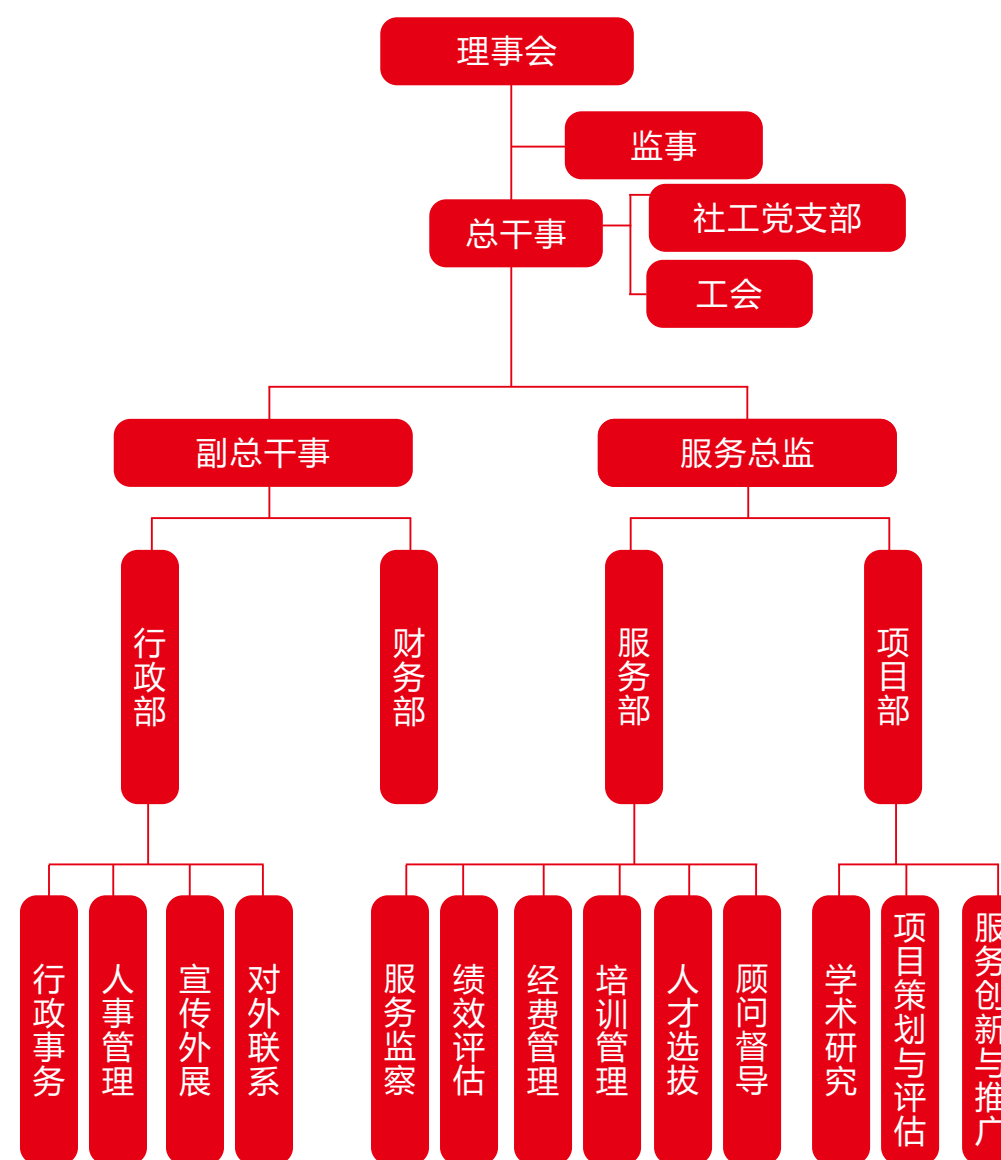 理事会
监事
社工党支部
总干事
工会
副总干事
服务总监
行政部
财务部
服务部
项目部
行政事务
人事管理
宣传外展
对外联系
服务监察
绩效评估
经费管理
培训管理
人才选拔
顾问督导
学术研究
项目策划与评估
服务创新与推广